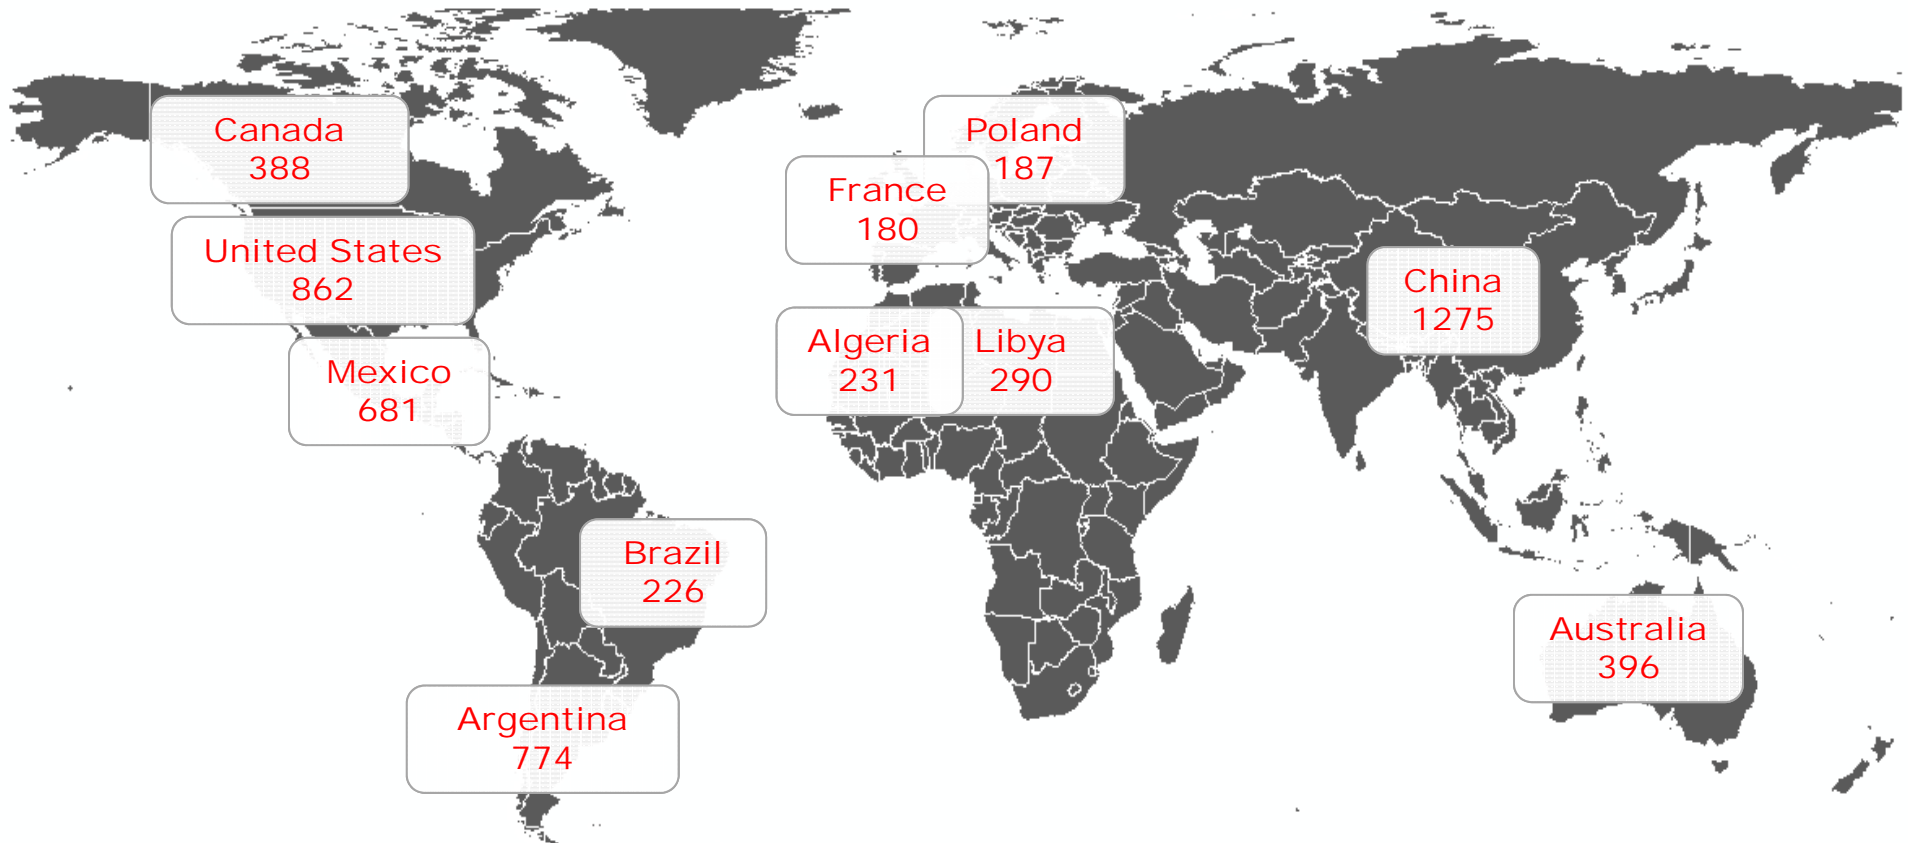 Canada
388
Poland
187
France
180
United States
862
China
1275
Algeria
231
Libya
290
Mexico
681
Brazil
226
Australia
396
Argentina
774